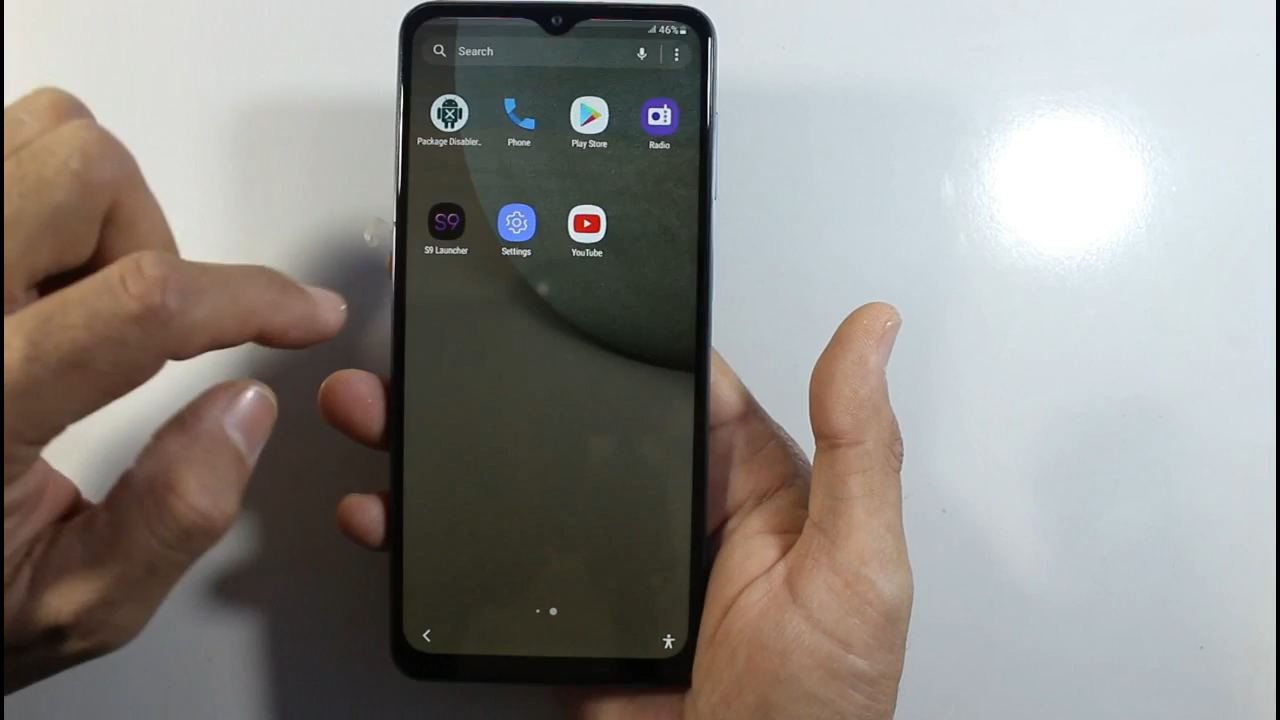 46%
Search
Package Disabler..
Phone
Play Store
Radio
S9
S9 Launcher
Settings
YouTube